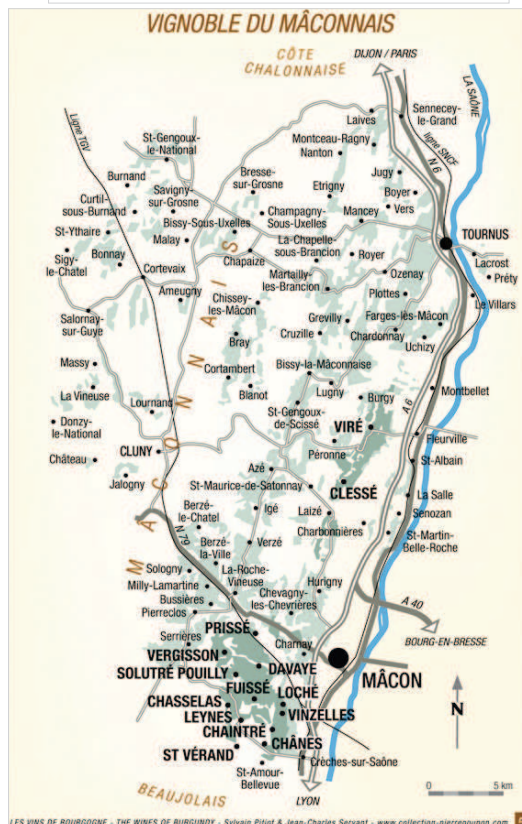 VIGNOBLE DU MÂCONNAIS
CÔTE
CHALONNAISÉ
DIJON / PARIS
LA SAÔNE
Ligne TGV
ligne SNCF
N 6
Laives
Sennecey-
le-Grand
St-Gengoux-
le-National
Montceau-Ragny
Nanton
Burnand
Bresse-
sur-Grosne
Jugy
Savigny-
sur-Grosne
Etrigny
Boyer
Curtil-
sous-Burnand
Champagny-
Sous-Uxelles
Mancey
Vers
St-Ythaire
Bissy-Sous-Uxelles
TOURNUS
Malay
La-Chapelle-
sous-Brancion
Royer
Lacrost
Sigy-
le-Chatel
Bonnay
Chapaize
Préty
Cortevaix
Martailly-
les-Brancion
Ozenay
Ameugny
Chissey-
lès-Mâcon
Plottes
Le Villars
Salornay-
sur-Guye
Grevilly
Farges-lès-Mâcon
Cruzille
Chardonnay
Bray
Uchizy
Massy
Cortambert
Bissy-la-Mâconnaise
La Vineuse
Blanot
Lugny
Montbellet
Lournand
Burgy
A 6
St-Gengoux-
de-Scissé
Donzy-
le-National
VIRÉ
Fleurville
CLUNY
Péronne
Château
Azé
St-Albain
Jalogny
St-Maurice-de-Satonnay
CLESSÉ
La Salle
Berzé-
le-Chatel
Igé
Laizé
Senozan
Charbonnières
N 79
Berzé-
la-Ville
Verzé
St-Martin-
Belle-Roche
MÂCONNAIS
Sologny
La-Roche-
Vineuse
Milly-Lamartine
Hurigny
Bussières
Chevagny-
les-Chevrières
A 40
Pierreclos
PRISSÉ
BOURG-EN-BRESSE
Serrières
Charnay
VERGISSON
DAVAYE
SOLUTRÉ POUILLY
MÂCON
FUISSÉ
LOCHÉ
CHASSELAS
VINZELLES
LEYNES
CHAINTRÉ
N
CHÂNES
ST VÉRAND
Crèches-sur-Saône
St-Amour-
Bellevue
0 5 km
BEAUJOLAIS
LYON
LES VINS DE BOURGOGNE - THE WINES OF BURGUNDY - Sylvain Pitiot & Jean-Charles Servant - www.collection-pierrepoupon.com